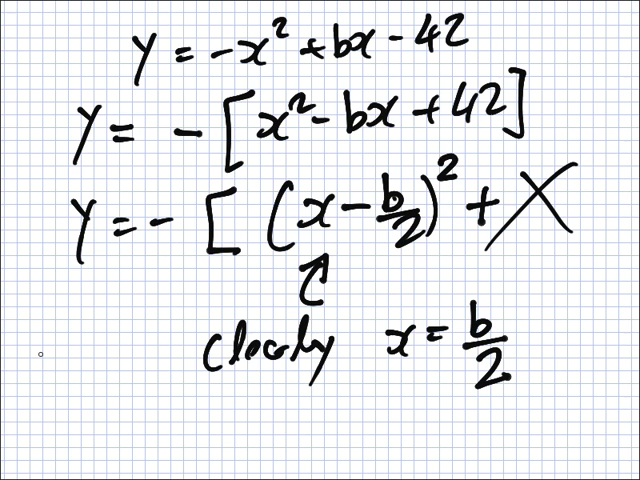 y = -x² + bx - 42
y = - [x² - bx + 42]
y = - [ (x - b/2)² + X
clearly x = b/2